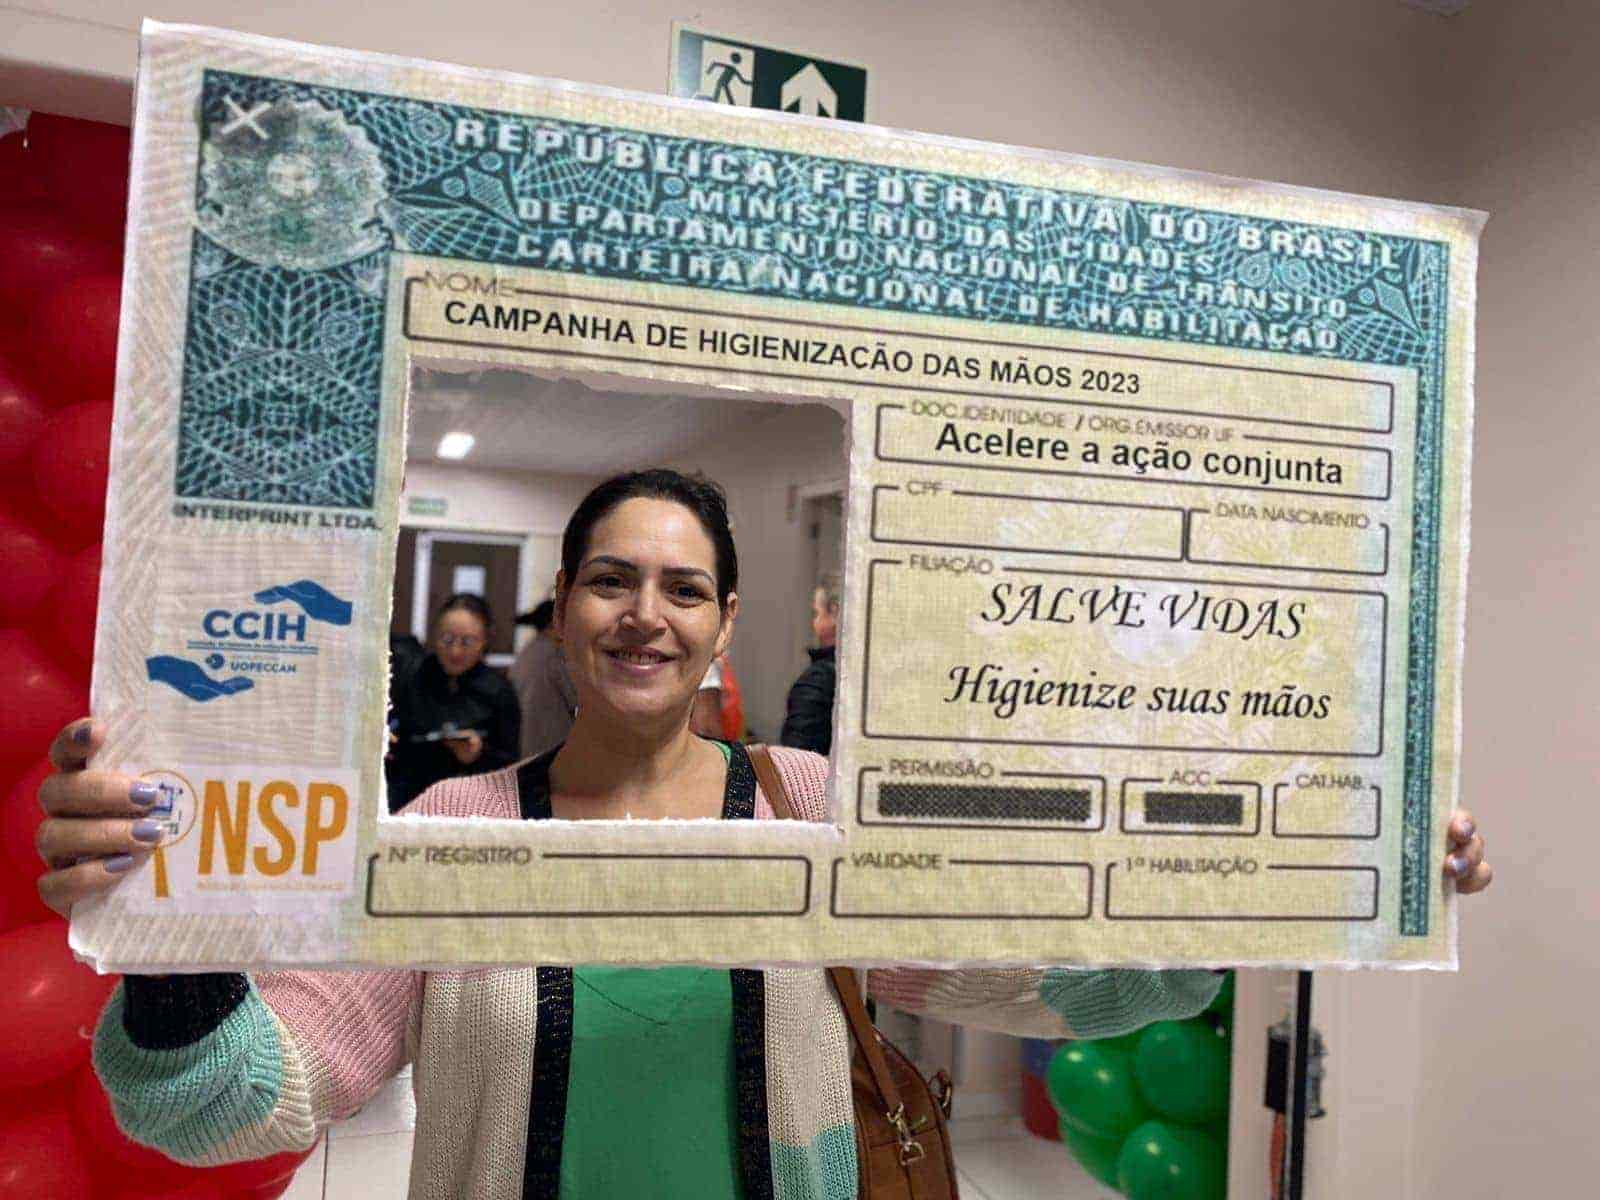 REPÚBLICA FEDERATIVA DO BRASIL
MINISTÉRIO DAS CIDADES
DEPARTAMENTO NACIONAL DE TRÂNSITO
CARTEIRA NACIONAL DE HABILITAÇÃO
NOME
CAMPANHA DE HIGIENIZAÇÃO DAS MÃOS 2023
DOC.IDENTIDADE / ORG.EMISSOR UF
Acelere a ação conjunta
CPF
DATA NASCIMENTO
INTERPRINT LTDA.
FILIAÇÃO
SALVE VIDAS
Higienize suas mãos
CCIH
UOPECCAN
PERMISSÃO
ACC
CAT.HAB.
NSP
Nº REGISTRO
VALIDADE
1ª HABILITAÇÃO